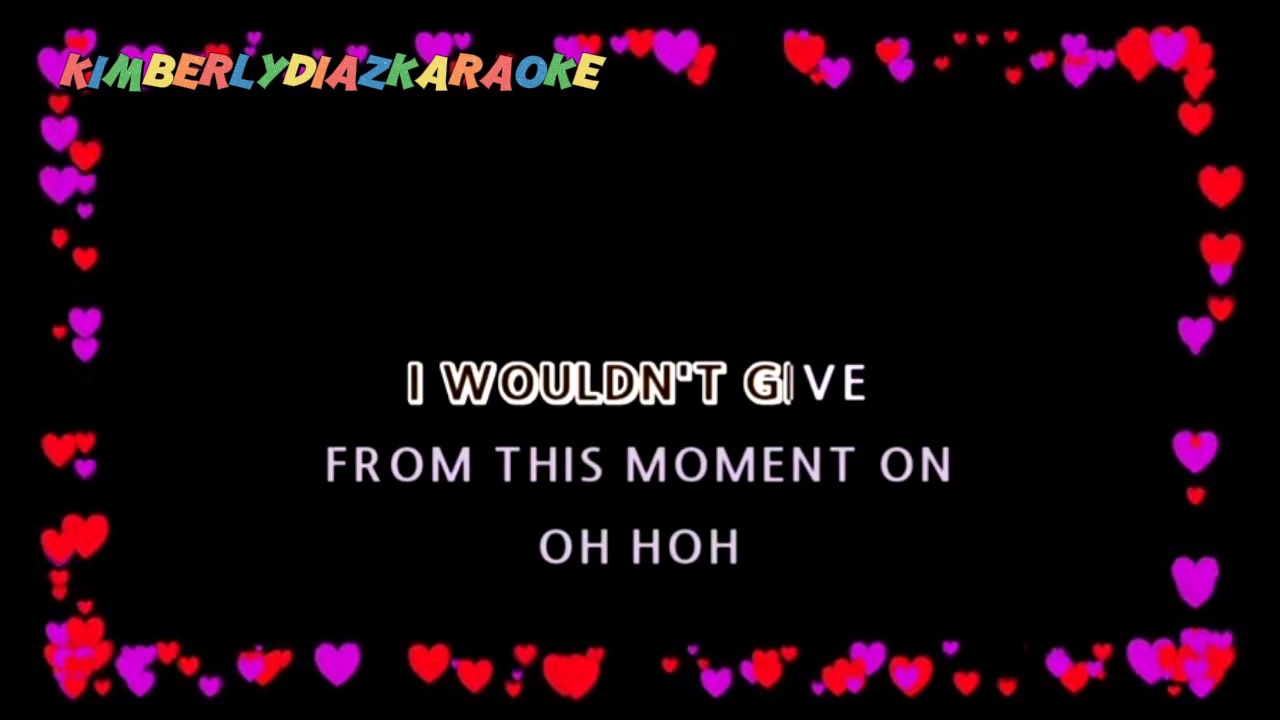 KIMBERLYDIAZKARAOKE
I WOULDN'T GIVE
FROM THIS MOMENT ON
OH HOH